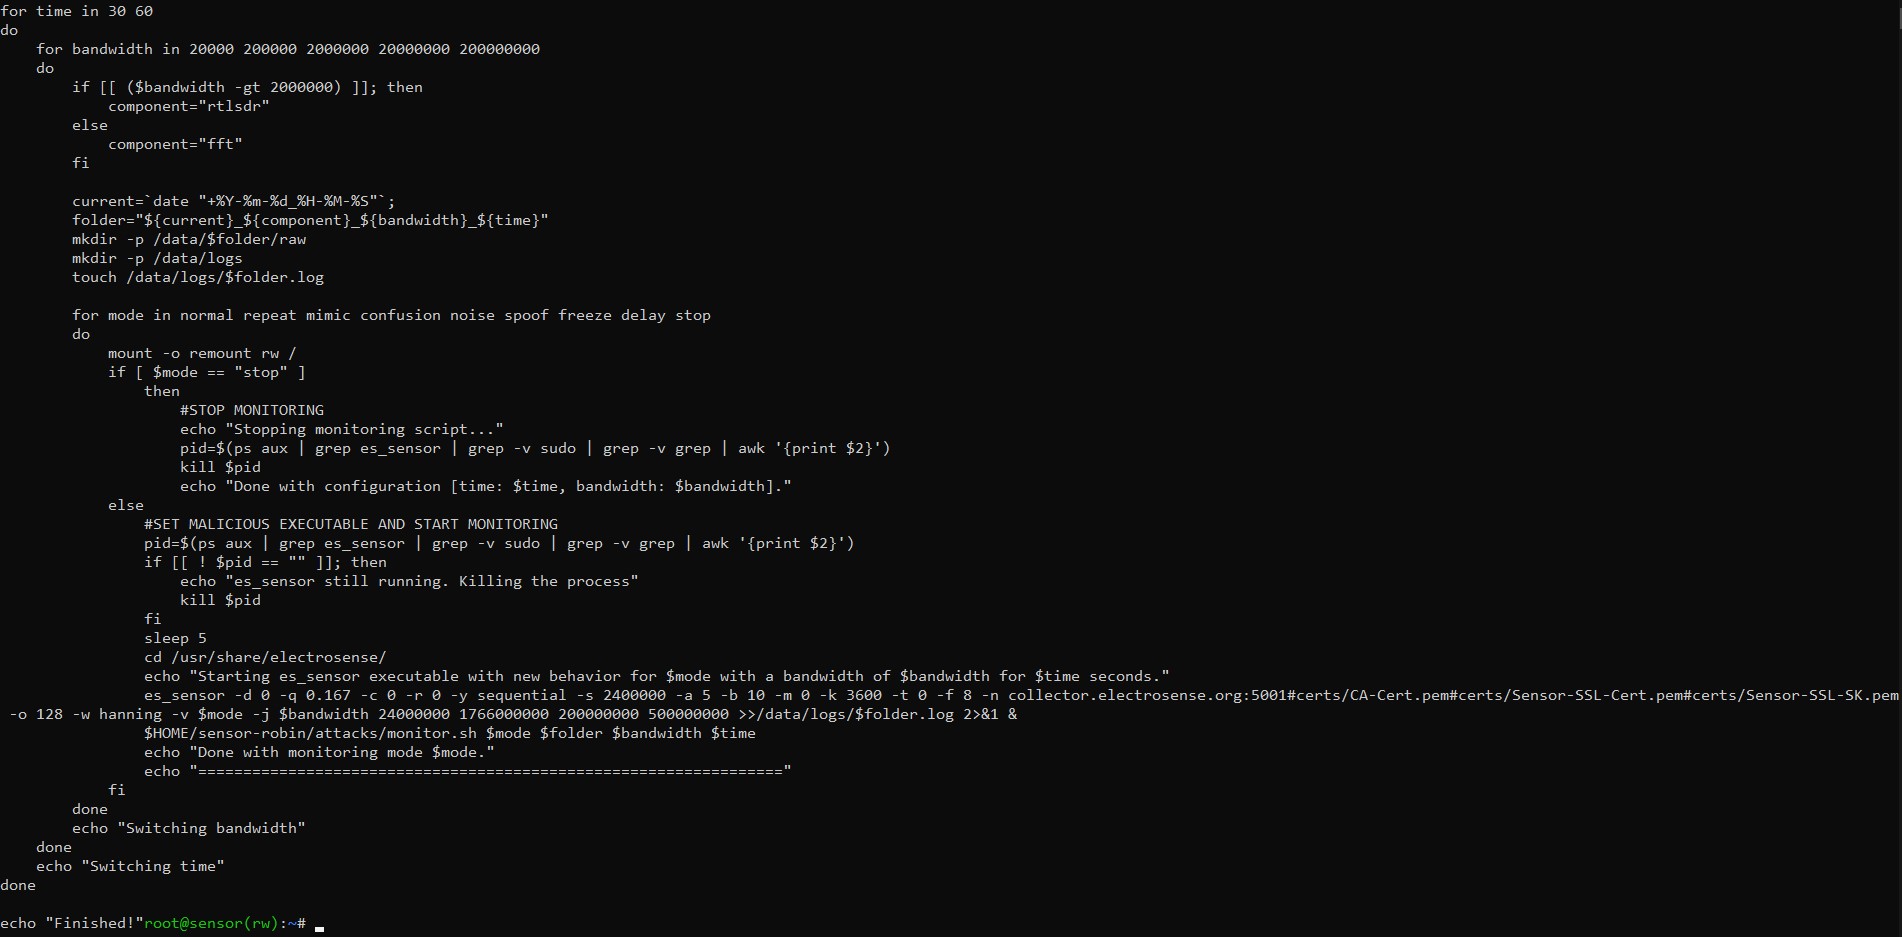 for time in 30 60
do
    for bandwidth in 20000 200000 2000000 20000000 200000000
    do
        if [[ ($bandwidth -gt 2000000) ]]; then
            component="rtlsdr"
        else
            component="fft"
        fi

        current=`date "+%Y-%m-%d_%H-%M-%S"`;
        folder="${current}_${component}_${bandwidth}_${time}"
        mkdir -p /data/$folder/raw
        mkdir -p /data/logs
        touch /data/logs/$folder.log

        for mode in normal repeat mimic confusion noise spoof freeze delay stop
        do
            mount -o remount rw /
            if [ $mode == "stop" ]
                then
                    #STOP MONITORING
                    echo "Stopping monitoring script..."
                    pid=$(ps aux | grep es_sensor | grep -v sudo | grep -v grep | awk '{print $2}')
                    kill $pid
                    echo "Done with configuration [time: $time, bandwidth: $bandwidth]."
            else
                #SET MALICIOUS EXECUTABLE AND START MONITORING
                pid=$(ps aux | grep es_sensor | grep -v sudo | grep -v grep | awk '{print $2}')
                if [[ ! $pid == "" ]]; then
                    echo "es_sensor still running. Killing the process"
                    kill $pid
                fi
                sleep 5
                cd /usr/share/electrosense/
                echo "Starting es_sensor executable with new behavior for $mode with a bandwidth of $bandwidth for $time seconds."
                es_sensor -d 0 -q 0.167 -c 0 -r 0 -y sequential -s 2400000 -a 5 -b 10 -m 0 -k 3600 -t 0 -f 8 -n collector.electrosense.org:5001#certs/CA-Cert.pem#certs/Sensor-SSL-Cert.pem#certs/Sensor-SSL-SK.pem
 -o 128 -w hanning -v $mode -j $bandwidth 24000000 1766000000 200000000 500000000 >>/data/logs/$folder.log 2>&1 &
                $HOME/sensor-robin/attacks/monitor.sh $mode $folder $bandwidth $time
                echo "Done with monitoring mode $mode."
                echo "================================================================="
            fi
        done
        echo "Switching bandwidth"
    done
    echo "Switching time"
done

echo "Finished!"root@sensor(rw):~#